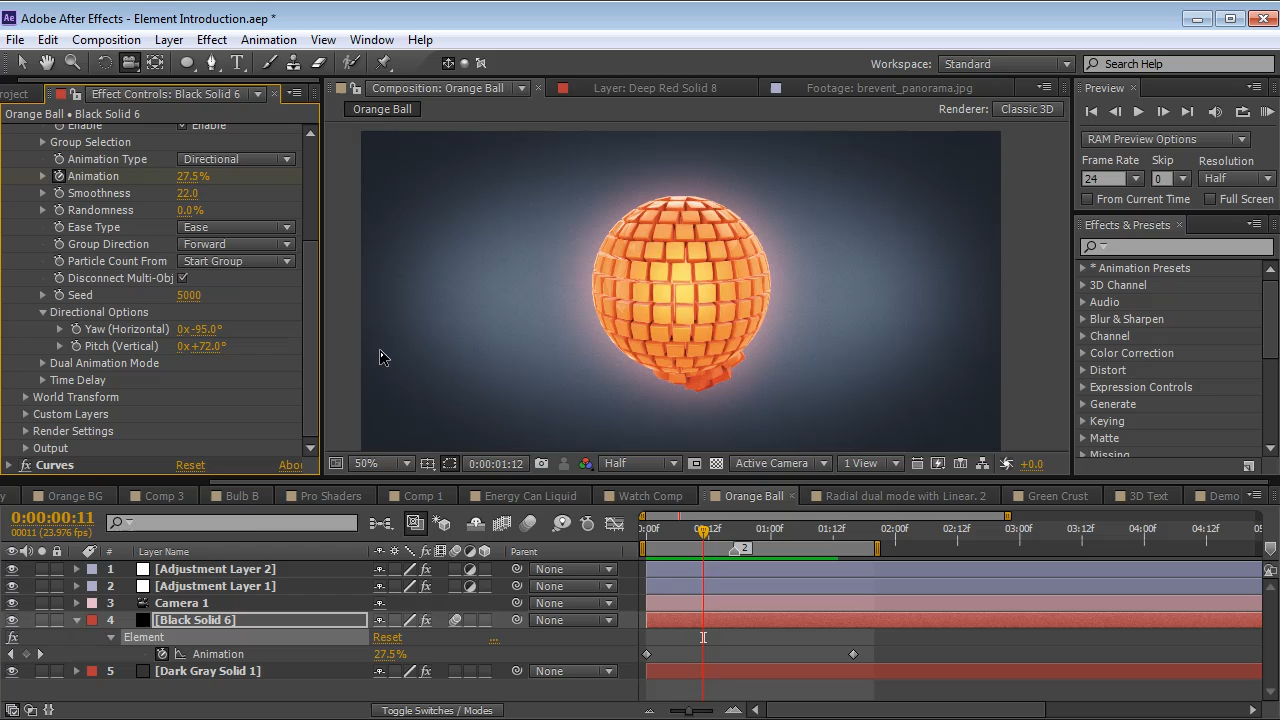 Ae Adobe After Effects - Element Introduction.aep *
File Edit Composition Layer Effect Animation View Window Help
Workspace: Standard Search Help
roject Effect Controls: Black Solid 6 Composition: Orange Ball Layer: Deep Red Solid 8 Footage: brevent_panorama.jpg Preview
Orange Ball • Black Solid 6
Orange Ball
Renderer: Classic 3D
Enable Enable
Group Selection
Animation Type Directional
Animation 27.5%
Smoothness 22.0
Randomness 0.0%
Ease Type Ease
Group Direction Forward
Particle Count From Start Group
Disconnect Multi-Obj
Seed 5000
Directional Options
Yaw (Horizontal) 0x-95.0°
Pitch (Vertical) 0x+72.0°
Dual Animation Mode
Time Delay
World Transform
Custom Layers
Render Settings
Output
fx Curves Reset Abou
RAM Preview Options
Frame Rate Skip Resolution
24 0 Half
From Current Time Full Screen
Effects & Presets
* Animation Presets
3D Channel
Audio
Blur & Sharpen
Channel
Color Correction
Distort
Expression Controls
Generate
Keying
Matte
Missing
50% 0:00:01:12 Half Active Camera 1 View +0.0
y Orange BG Comp 3 Bulb B Pro Shaders Comp 1 Energy Can Liquid Watch Comp Orange Ball Radial dual mode with Linear. 2 Green Crust 3D Text Demo
0:00:00:11
00011 (23.976 fps)
:00f 00:12f 01:00f 01:12f 02:00f 02:12f 03:00f 03:12f 04:00f 04:12f 05
# Layer Name fx Parent
2
1 [Adjustment Layer 2] fx None
2 [Adjustment Layer 1] fx None
3 Camera 1 None
4 [Black Solid 6] fx None
fx Element Reset ...
Animation 27.5%
5 [Dark Gray Solid 1] None
Toggle Switches / Modes